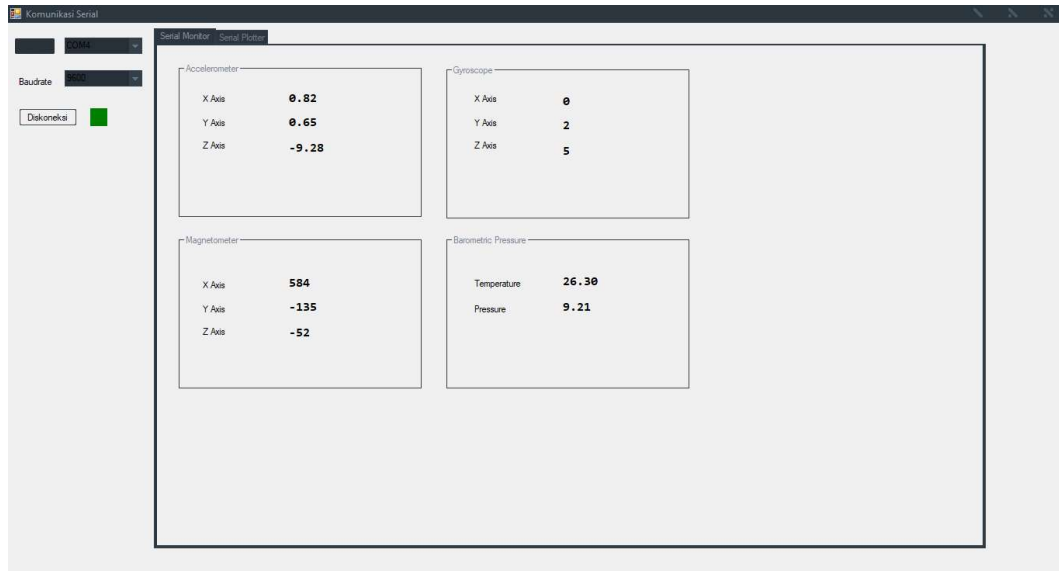 Komunikasi Serial
COM4
Baudrate 9600
Diskoneksi
Serial Monitor Serial Plotter
Accelerometer
X Axis 0.82
Y Axis 0.65
Z Axis -9.28
Gyroscope
X Axis 0
Y Axis 2
Z Axis 5
Magnetometer
X Axis 584
Y Axis -135
Z Axis -52
Barometric Pressure
Temperature 26.30
Pressure 9.21